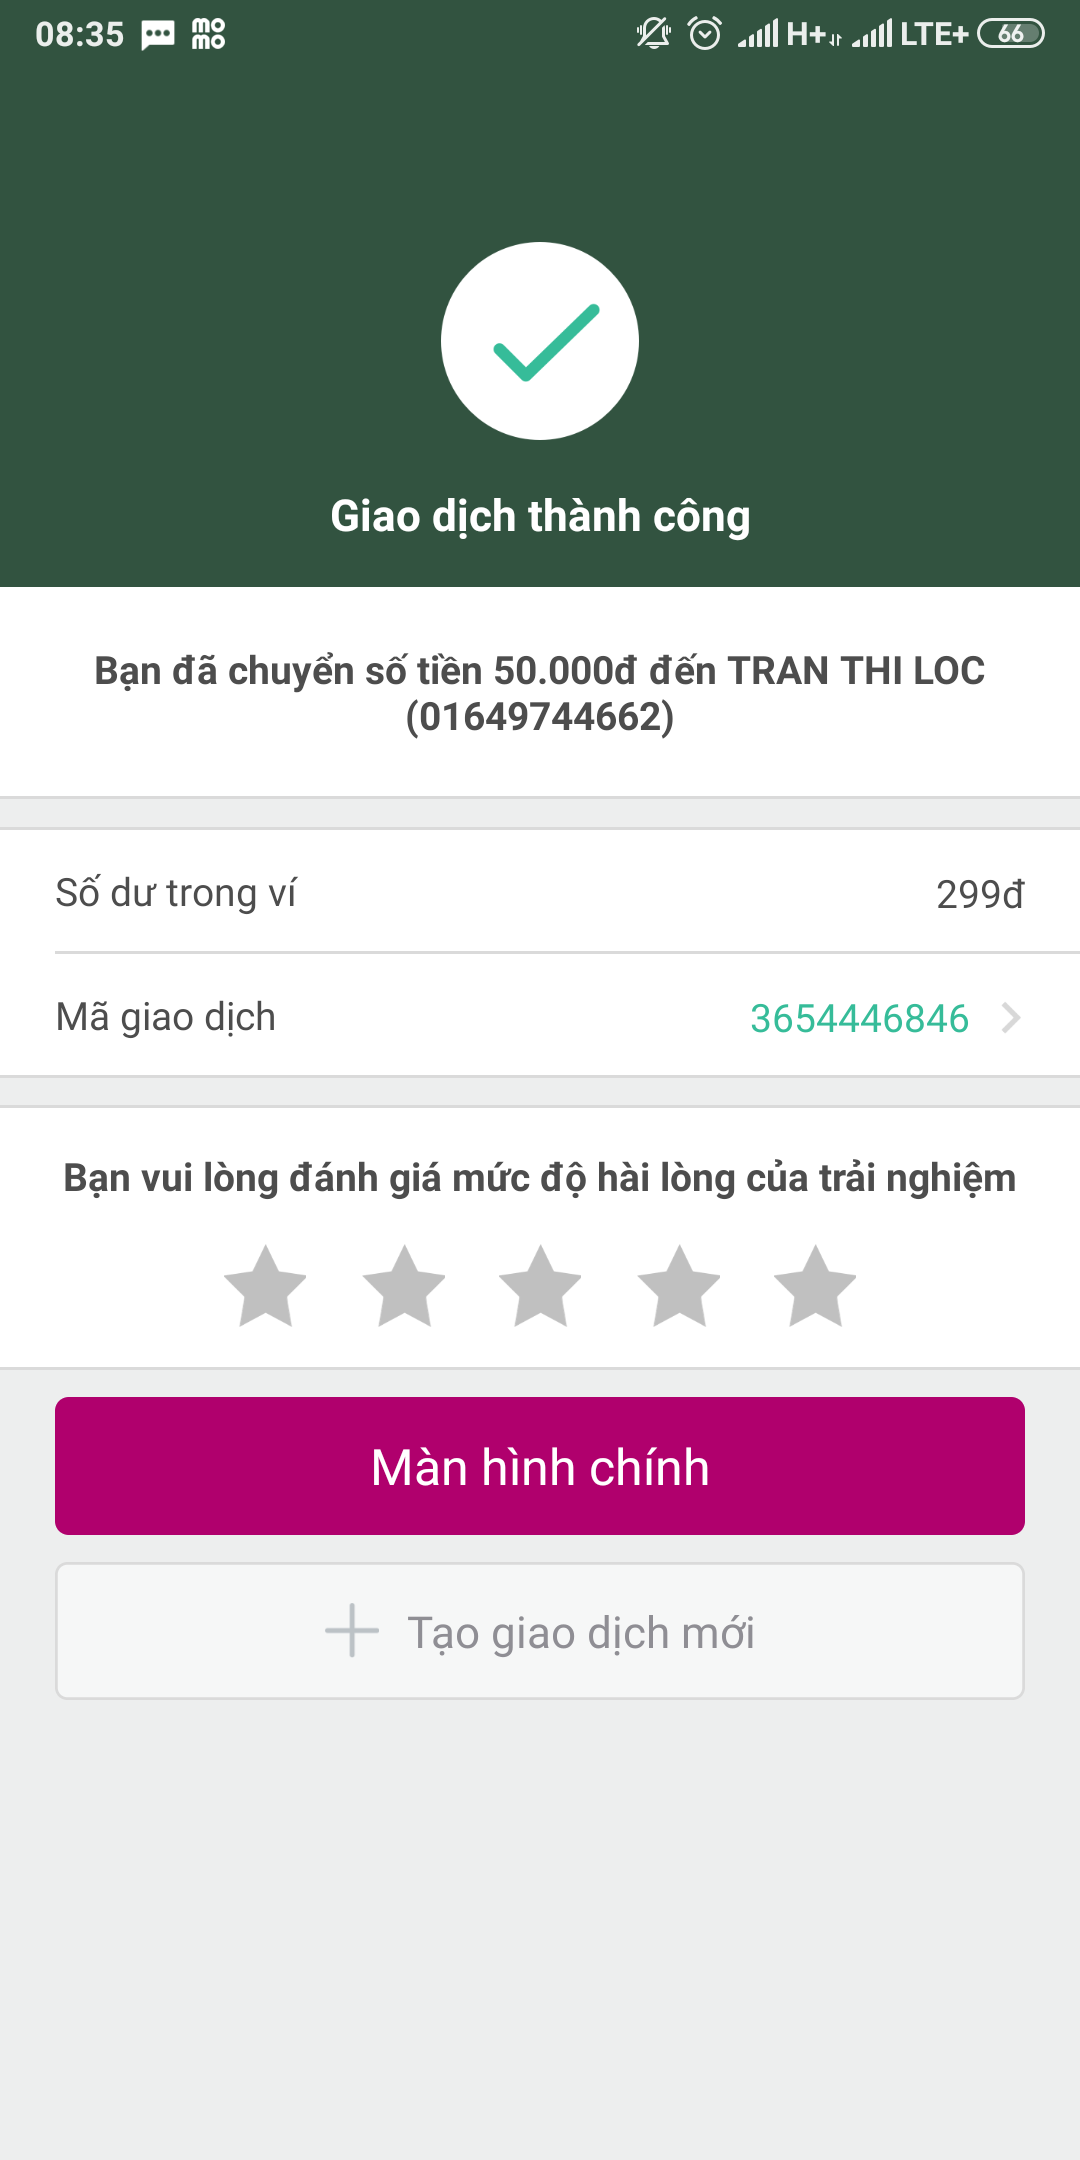 08:35 mo mo H+ LTE+ 66
Giao dịch thành công
Bạn đã chuyển số tiền 50.000đ đến TRAN THI LOC
(01649744662)
Số dư trong ví 299đ
Mã giao dịch 3654446846
Bạn vui lòng đánh giá mức độ hài lòng của trải nghiệm
Màn hình chính
Tạo giao dịch mới